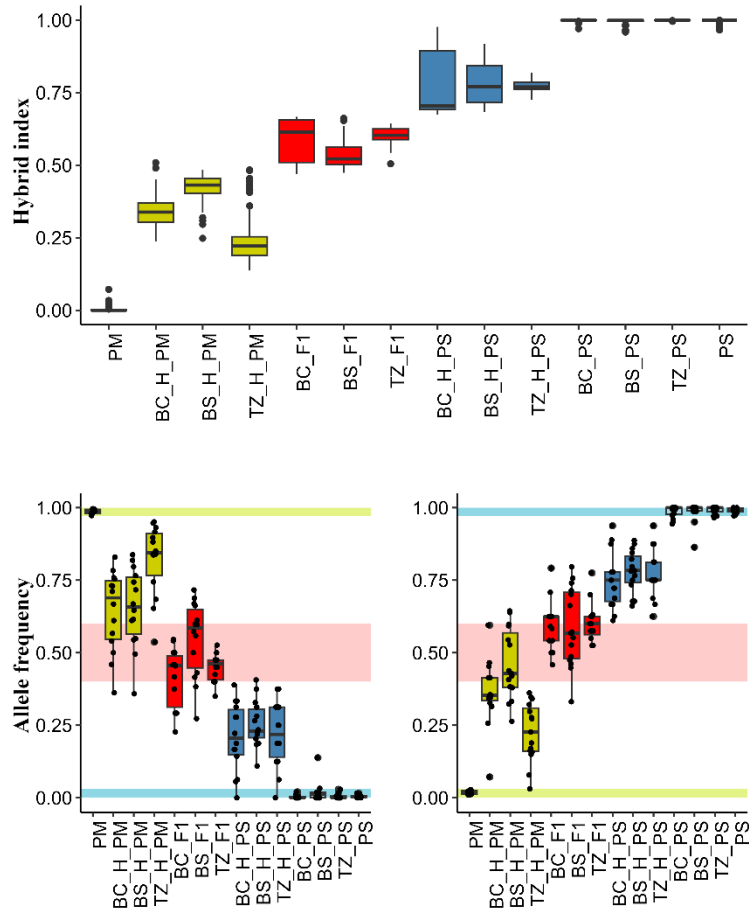 Hybrid index
1.00
0.75
0.50
0.25
0.00
PM
BC_H_PM
BS_H_PM
TZ_H_PM
BC_F1
BS_F1
TZ_F1
BC_H_PS
BS_H_PS
TZ_H_PS
BC_PS
BS_PS
TZ_PS
PS
Allele frequency
1.00
0.75
0.50
0.25
0.00
PM
BC_H_PM
BS_H_PM
TZ_H_PM
BC_F1
BS_F1
TZ_F1
BC_H_PS
BS_H_PS
TZ_H_PS
BC_PS
BS_PS
TZ_PS
PS
1.00
0.75
0.50
0.25
0.00
PM
BC_H_PM
BS_H_PM
TZ_H_PM
BC_F1
BS_F1
TZ_F1
BC_H_PS
BS_H_PS
TZ_H_PS
BC_PS
BS_PS
TZ_PS
PS